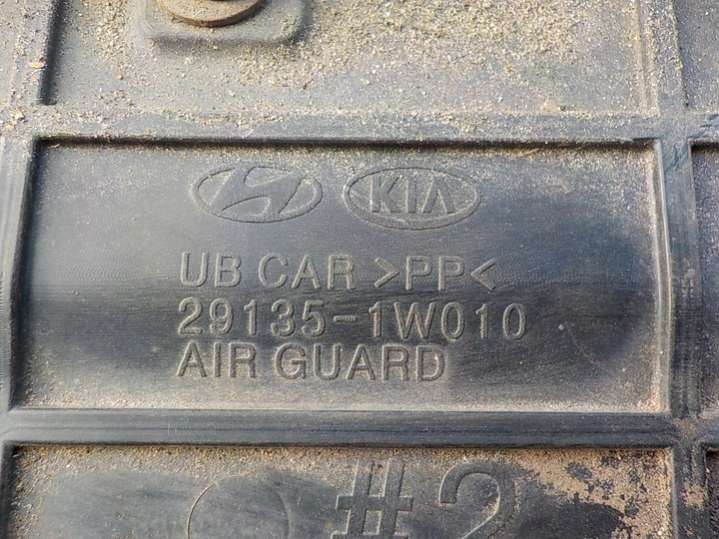 KIA
UB CAR >PP<
29135-1W010
AIR GUARD
#2